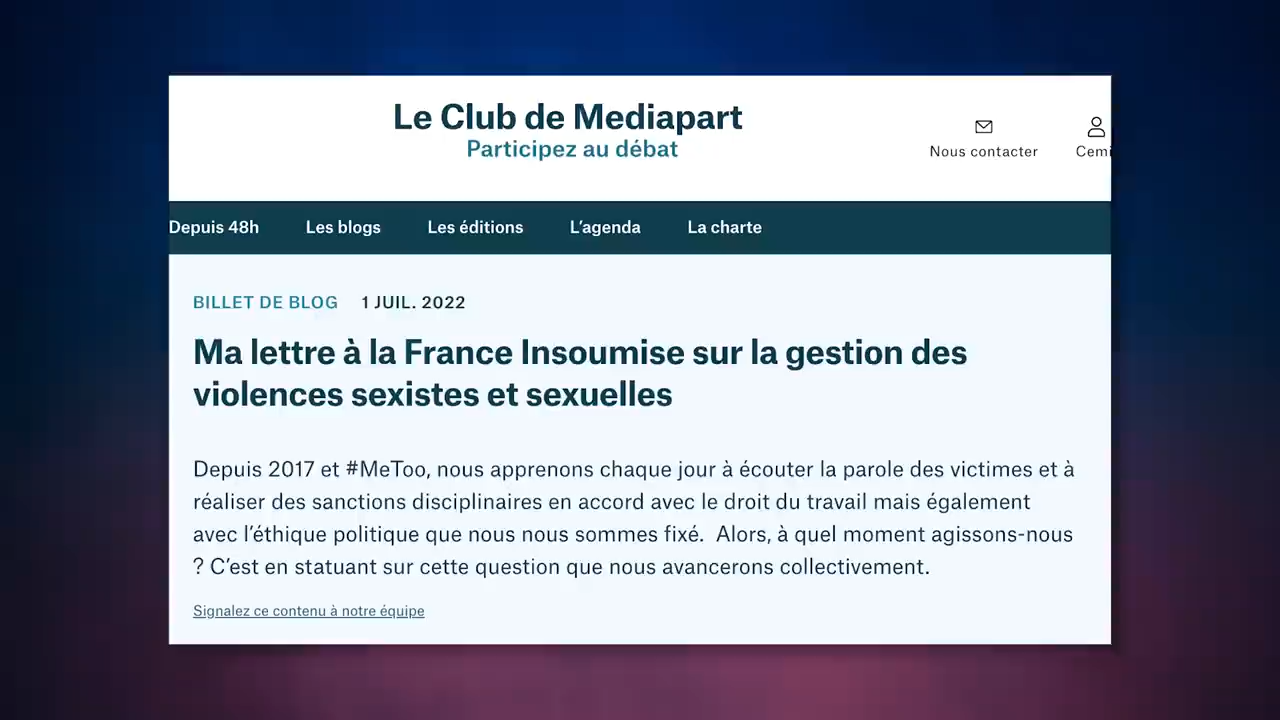 Le Club de Mediapart
Participez au débat
Nous contacter
Cemi
Depuis 48h
Les blogs
Les éditions
L’agenda
La charte
BILLET DE BLOG
1 JUIL. 2022
Ma lettre à la France Insoumise sur la gestion des
violences sexistes et sexuelles
Depuis 2017 et #MeToo, nous apprenons chaque jour à écouter la parole des victimes et à
réaliser des sanctions disciplinaires en accord avec le droit du travail mais également
avec l’éthique politique que nous nous sommes fixé.  Alors, à quel moment agissons-nous
? C’est en statuant sur cette question que nous avancerons collectivement.
Signalez ce contenu à notre équipe